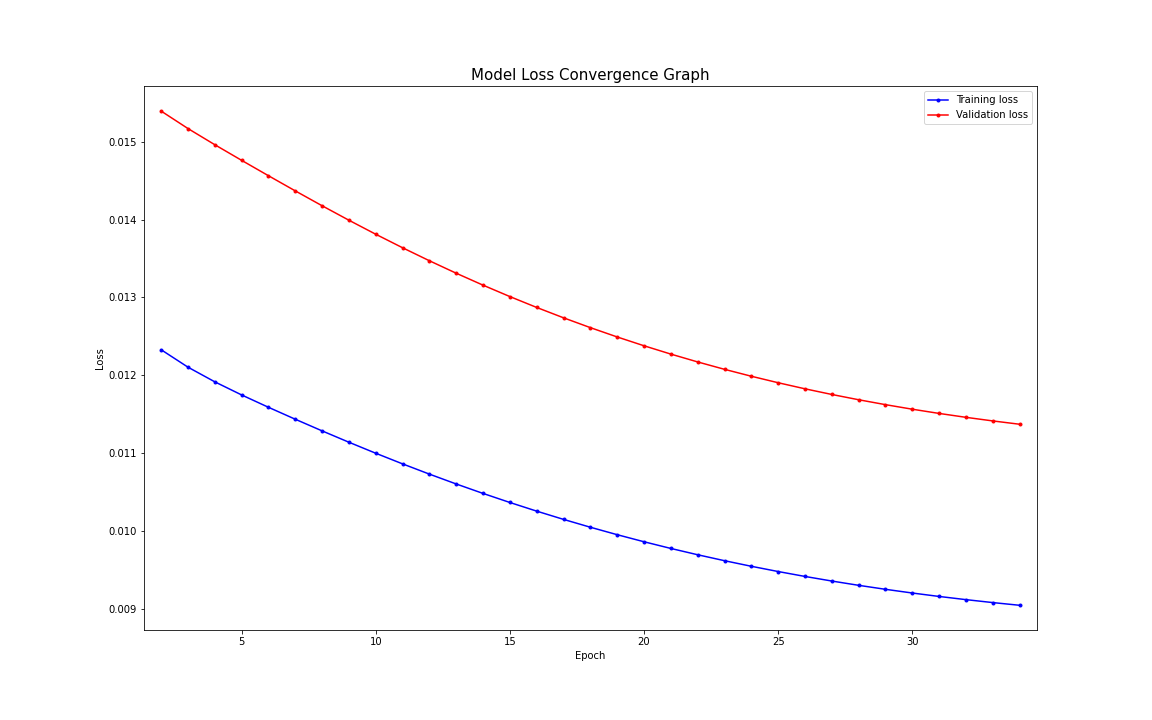 Model Loss Convergence Graph
Training loss
Validation loss
0.015
0.014
0.013
0.012
0.011
0.010
0.009
Loss
5 10 15 20 25 30
Epoch